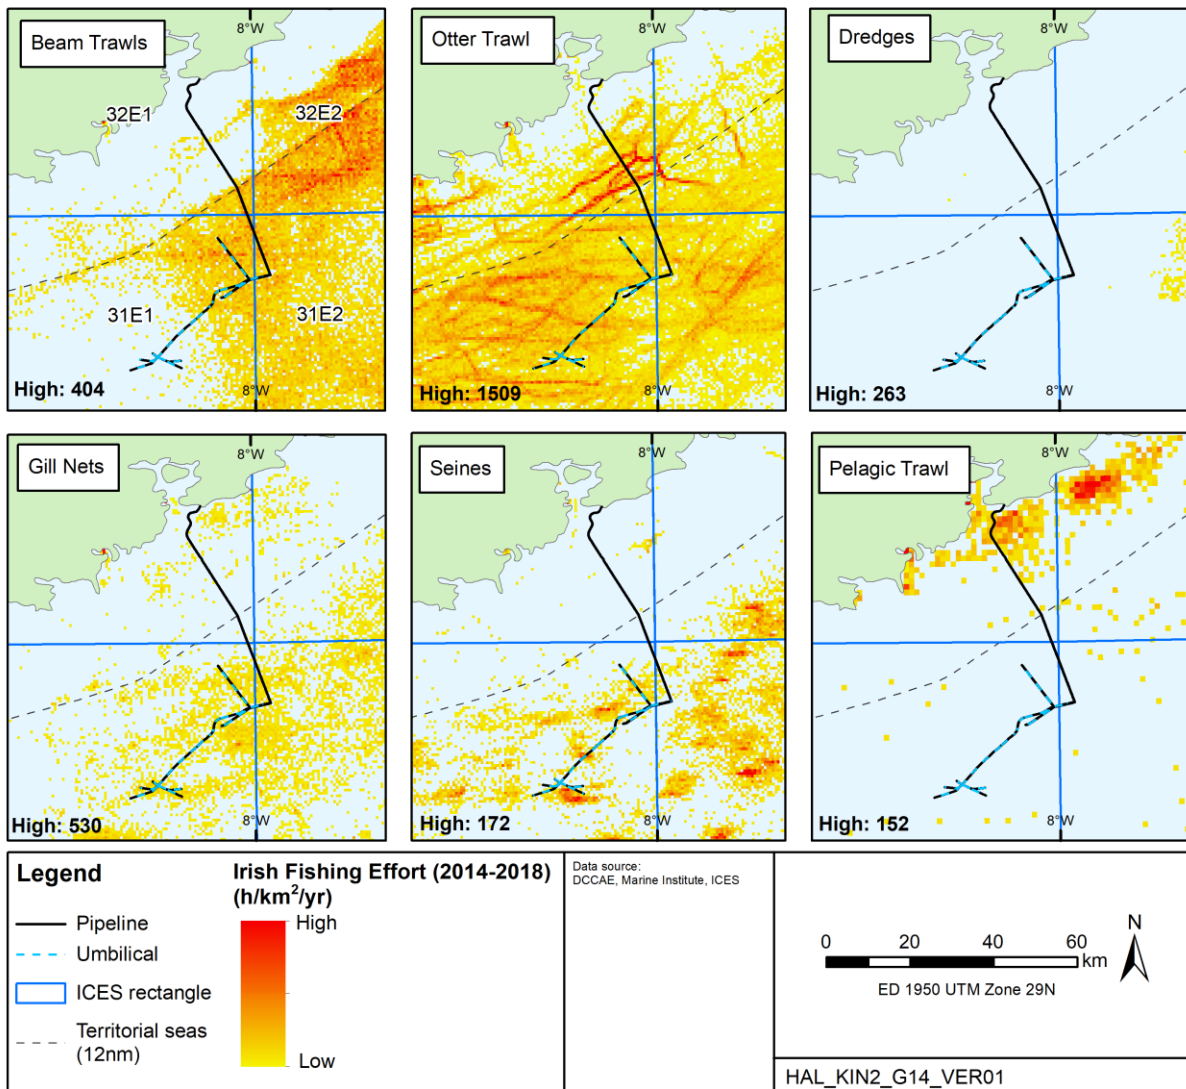 Beam Trawls
8°W
32E1
32E2
31E1
31E2
8°W
High: 404
Otter Trawl
8°W
8°W
High: 1509
Dredges
8°W
8°W
High: 263
Gill Nets
8°W
8°W
High: 530
Seines
8°W
8°W
High: 172
Pelagic Trawl
8°W
8°W
High: 152
Legend
Pipeline
Umbilical
ICES rectangle
Territorial seas
(12nm)
Irish Fishing Effort (2014-2018)
(h/km²/yr)
High
Low
Data source:
DCCAE, Marine Institute, ICES
0 20 40 60
km
N
ED 1950 UTM Zone 29N
HAL_KIN2_G14_VER01